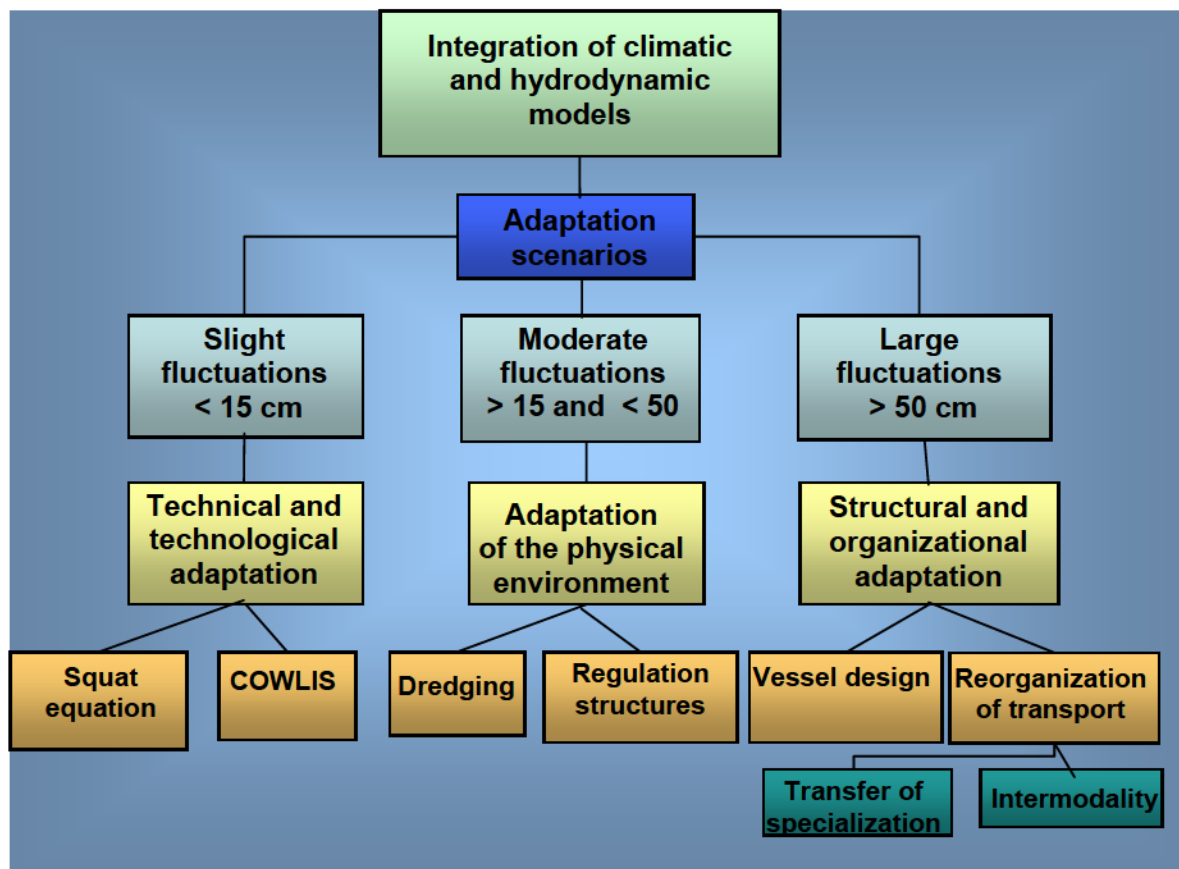 Integration of climatic
and hydrodynamic
models
Adaptation
scenarios
Slight
fluctuations
< 15 cm
Moderate
fluctuations
> 15 and < 50
Large
fluctuations
> 50 cm
Technical and
technological
adaptation
Adaptation
of the physical
environment
Structural and
organizational
adaptation
Squat
equation
COWLIS
Dredging
Regulation
structures
Vessel design
Reorganization
of transport
Transfer of
specialization
Intermodality